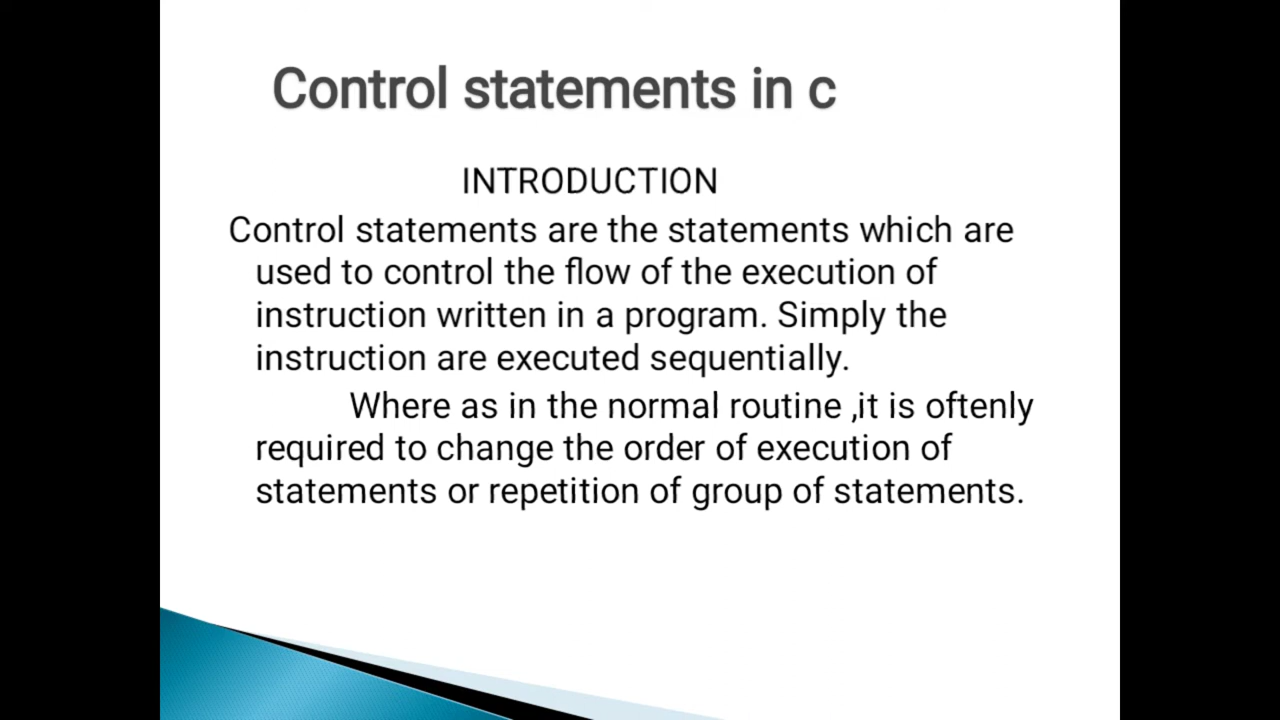 Control statements in c
INTRODUCTION
Control statements are the statements which are
used to control the flow of the execution of
instruction written in a program. Simply the
instruction are executed sequentially.
Where as in the normal routine ,it is oftenly
required to change the order of execution of
statements or repetition of group of statements.